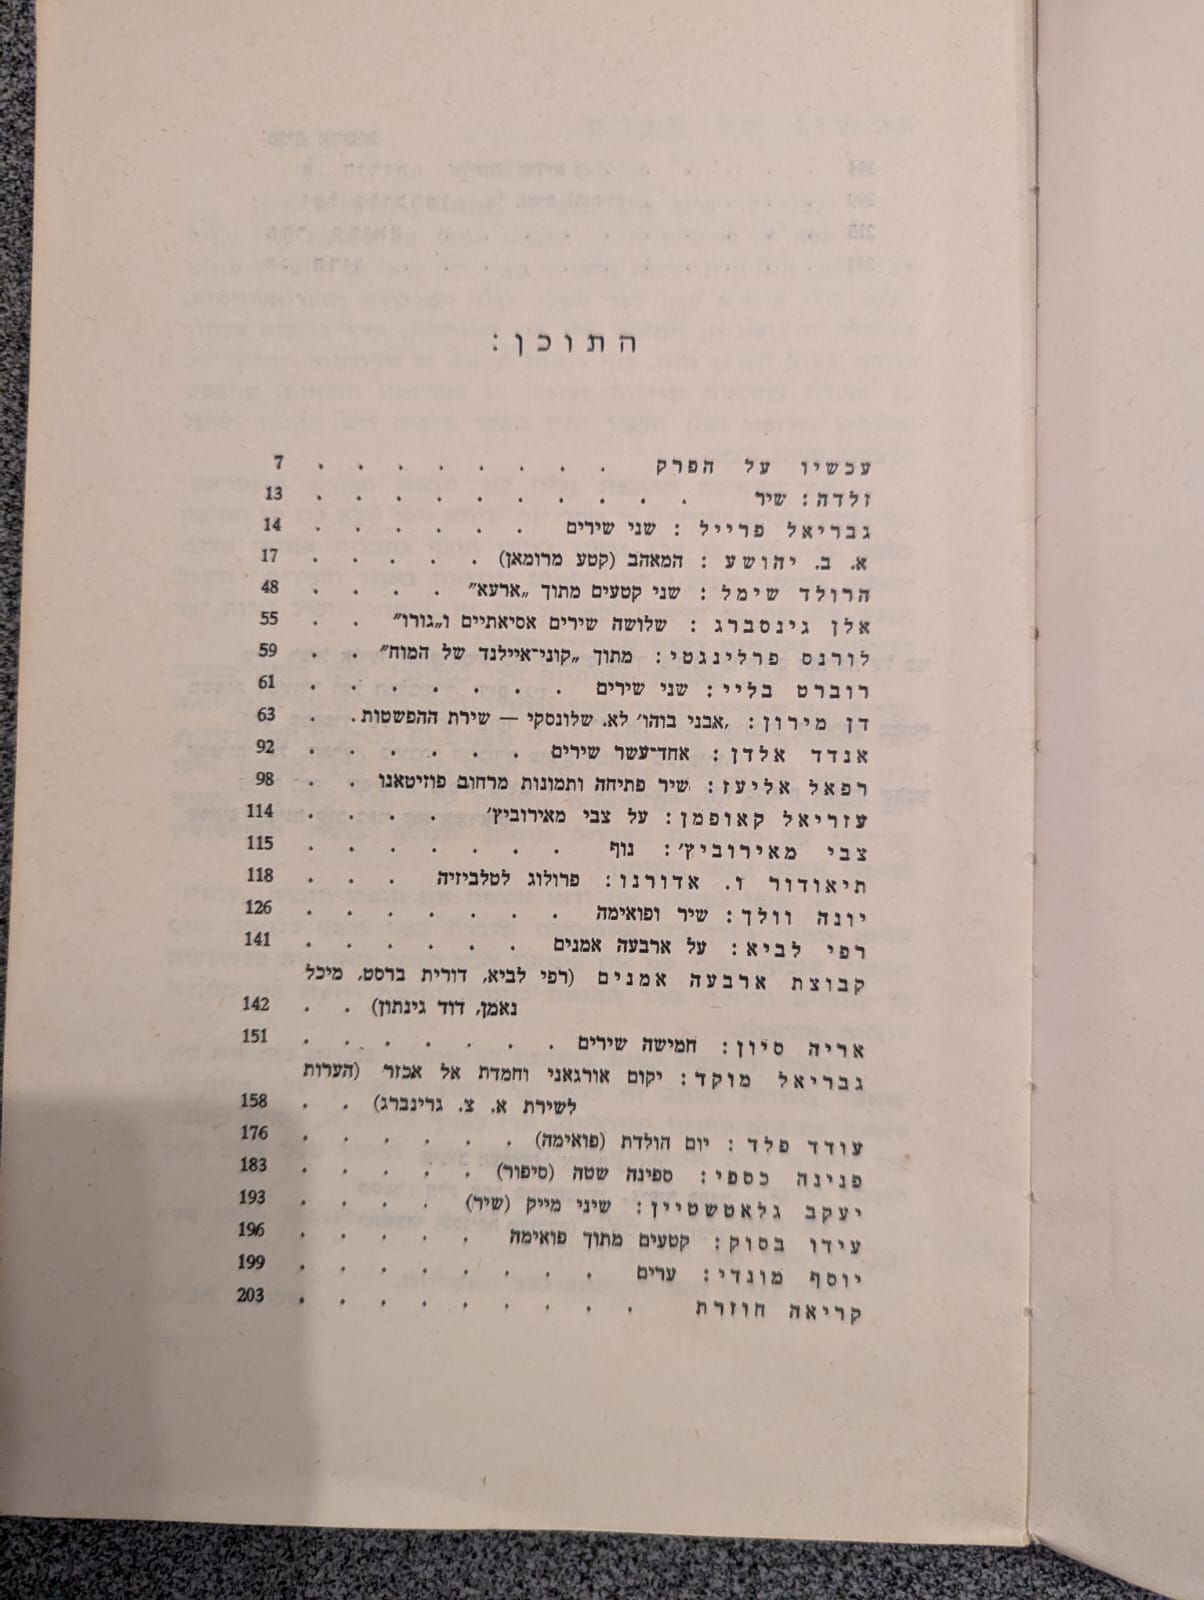 התוכן:
עכשיו על הפרק . . . . . . . . 7
זלדה: שיר . . . . . . . . . . 13
גבריאל פרייל: שני שירים . . . . . . 14
א. ב. יהושע: המאהב (קטע מרומאן) . . . . . 17
הרולד שימל: שני קטעים מתוך „ארעא” . . . . 48
אלן גינסברג: שלושה שירים אסיאתיים ו„גורו” . . 55
לורנס פרלינגטי: מתוך „קוני־איילנד של המוח” . . 59
רוברט בליי: שני שירים . . . . . . . 61
דן מירון: ‚אבני בוהו’ לא. שלונסקי — שירת ההפשטות . . 63
אנדד אלדן: אחד־עשר שירים . . . . . . 92
רפאל אליעז: שיר פתיחה ותמונות מרחוב פוזיטאנו . . 98
עזריאל קאופמן: על צבי מאירוביץ' . . . . 114
צבי מאירוביץ': נוף . . . . . . . 115
תיאודור ו. אדורנו: פרולוג לטלביזיה . . . 118
יונה וולך: שיר ופואימה . . . . . . . 126
רפי לביא: על ארבעה אמנים . . . . . . 141
קבוצת ארבעה אמנים (רפי לביא, דורית ברסט, מיכל
נאמן, דוד גינתון) . . 142
אריה סיון: חמישה שירים . . . . . . . 151
גבריאל מוקד: יקום אורגאני וחמדת אל אכזר (הערות
לשירת א. צ. גרינברג) . . 158
עודד פלד: יום הולדת (פואימה) . . . . . . 176
פנינה כספי: ספינה שטה (סיפור) . . . . . 183
יעקב גלאטשטיין: שיני מייק (שיר) . . . . 193
עידו בסוק: קטעים מתוך פואימה . . . . . 196
יוסף מונדי: ערים . . . . . . . . 199
קריאה חוזרת . . . . . . . . . 203